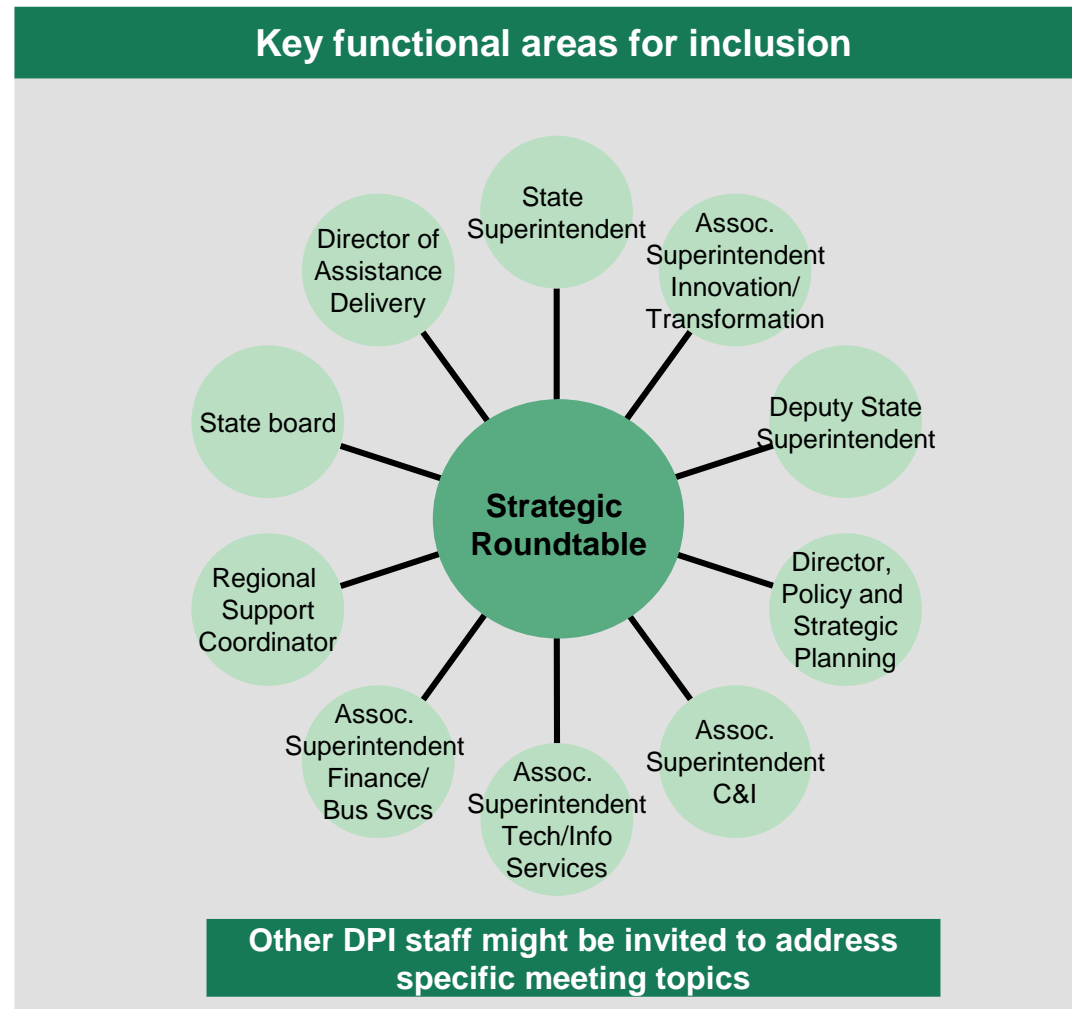 Key functional areas for inclusion
State
Superintendent
Assoc.
Superintendent
Innovation/
Transformation
Deputy State
Superintendent
Director,
Policy and
Strategic
Planning
Assoc.
Superintendent
C&I
Assoc.
Superintendent
Tech/Info
Services
Assoc.
Superintendent
Finance/
Bus Svcs
Regional
Support
Coordinator
State board
Director of
Assistance
Delivery
Strategic
Roundtable
Other DPI staff might be invited to address
specific meeting topics